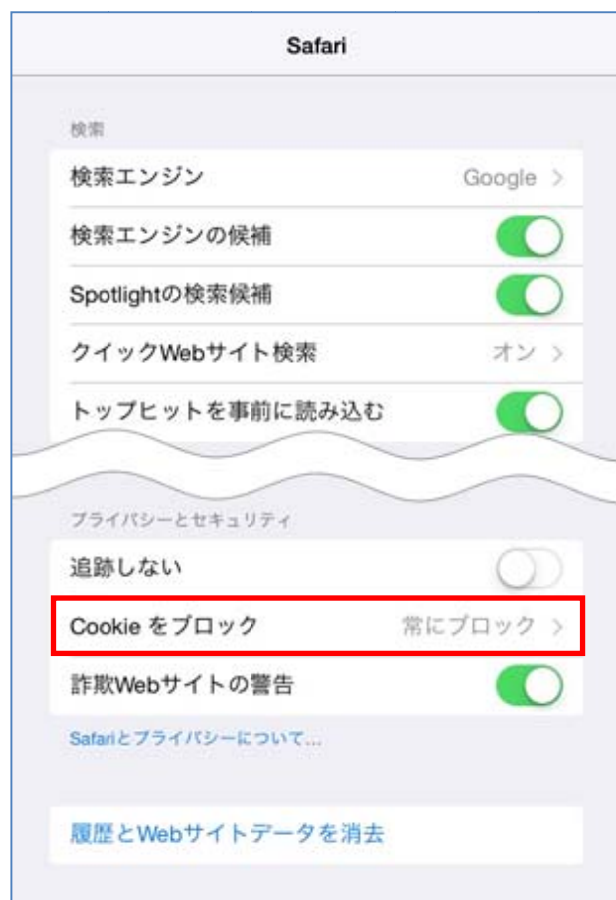 Safari
検索
検索エンジン Google >
検索エンジンの候補
Spotlightの検索候補
クイックWebサイト検索 オン >
トップヒットを事前に読み込む
プライバシーとセキュリティ
追跡しない
Cookie をブロック 常にブロック >
詐欺Webサイトの警告
Safariとプライバシーについて...
履歴とWebサイトデータを消去